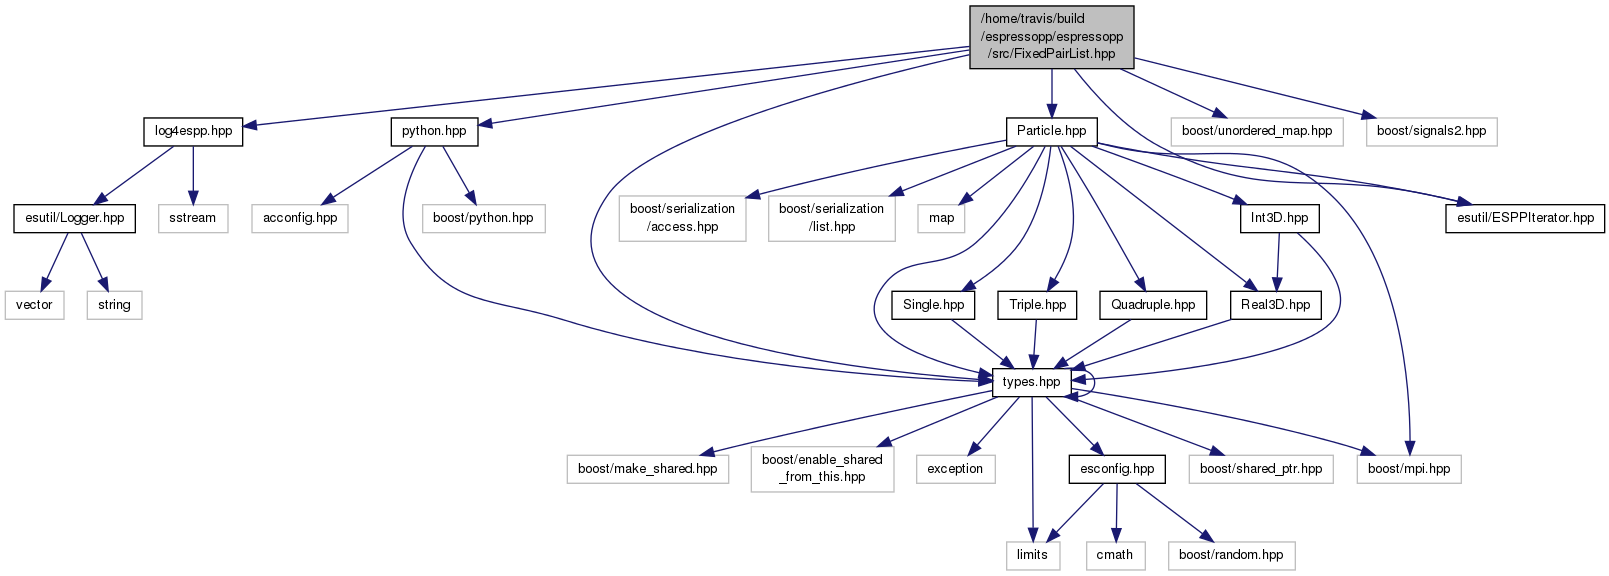 /home/travis/build
/espressopp/espressopp
/src/FixedPairList.hpp
log4espp.hpp
python.hpp
Particle.hpp
boost/unordered_map.hpp
boost/signals2.hpp
esutil/Logger.hpp
sstream
acconfig.hpp
boost/python.hpp
boost/serialization
/access.hpp
boost/serialization
/list.hpp
map
Int3D.hpp
esutil/ESPPIterator.hpp
vector
string
Single.hpp
Triple.hpp
Quadruple.hpp
Real3D.hpp
types.hpp
boost/make_shared.hpp
boost/enable_shared
_from_this.hpp
exception
esconfig.hpp
boost/shared_ptr.hpp
boost/mpi.hpp
limits
cmath
boost/random.hpp